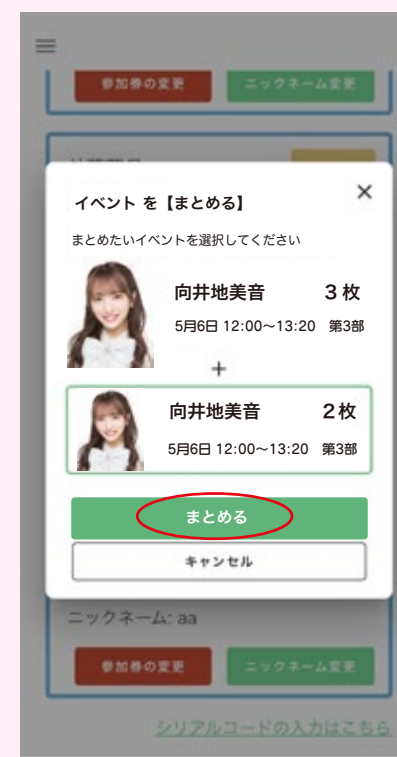 参加券の変更 ニックネーム変更
イベント を【まとめる】 ×
まとめたいイベントを選択してください
向井地美音 3枚
5月6日 12:00〜13:20 第3部
+
向井地美音 2枚
5月6日 12:00〜13:20 第3部
まとめる
キャンセル
ニックネーム: aa
参加券の変更 ニックネーム変更
シリアルコードの入力はこちら